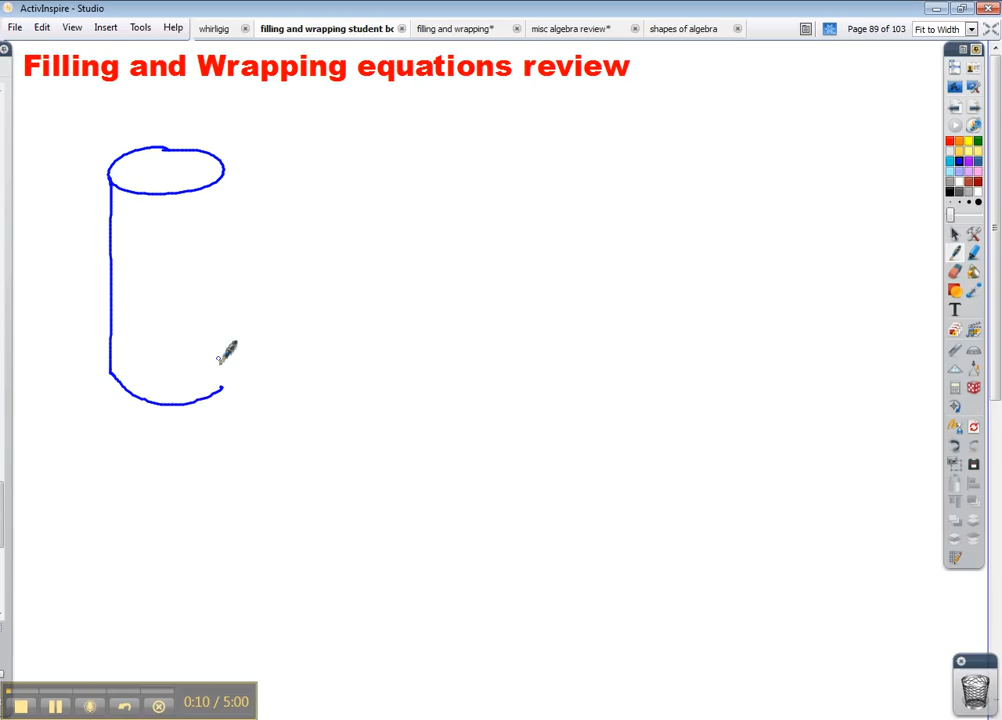 ActivInspire - Studio
File Edit View Insert Tools Help
whirligig
filling and wrapping student bo
filling and wrapping*
misc algebra review*
shapes of algebra
Page 89 of 103
Fit to Width
Filling and Wrapping equations review
T
0:10 / 5:00